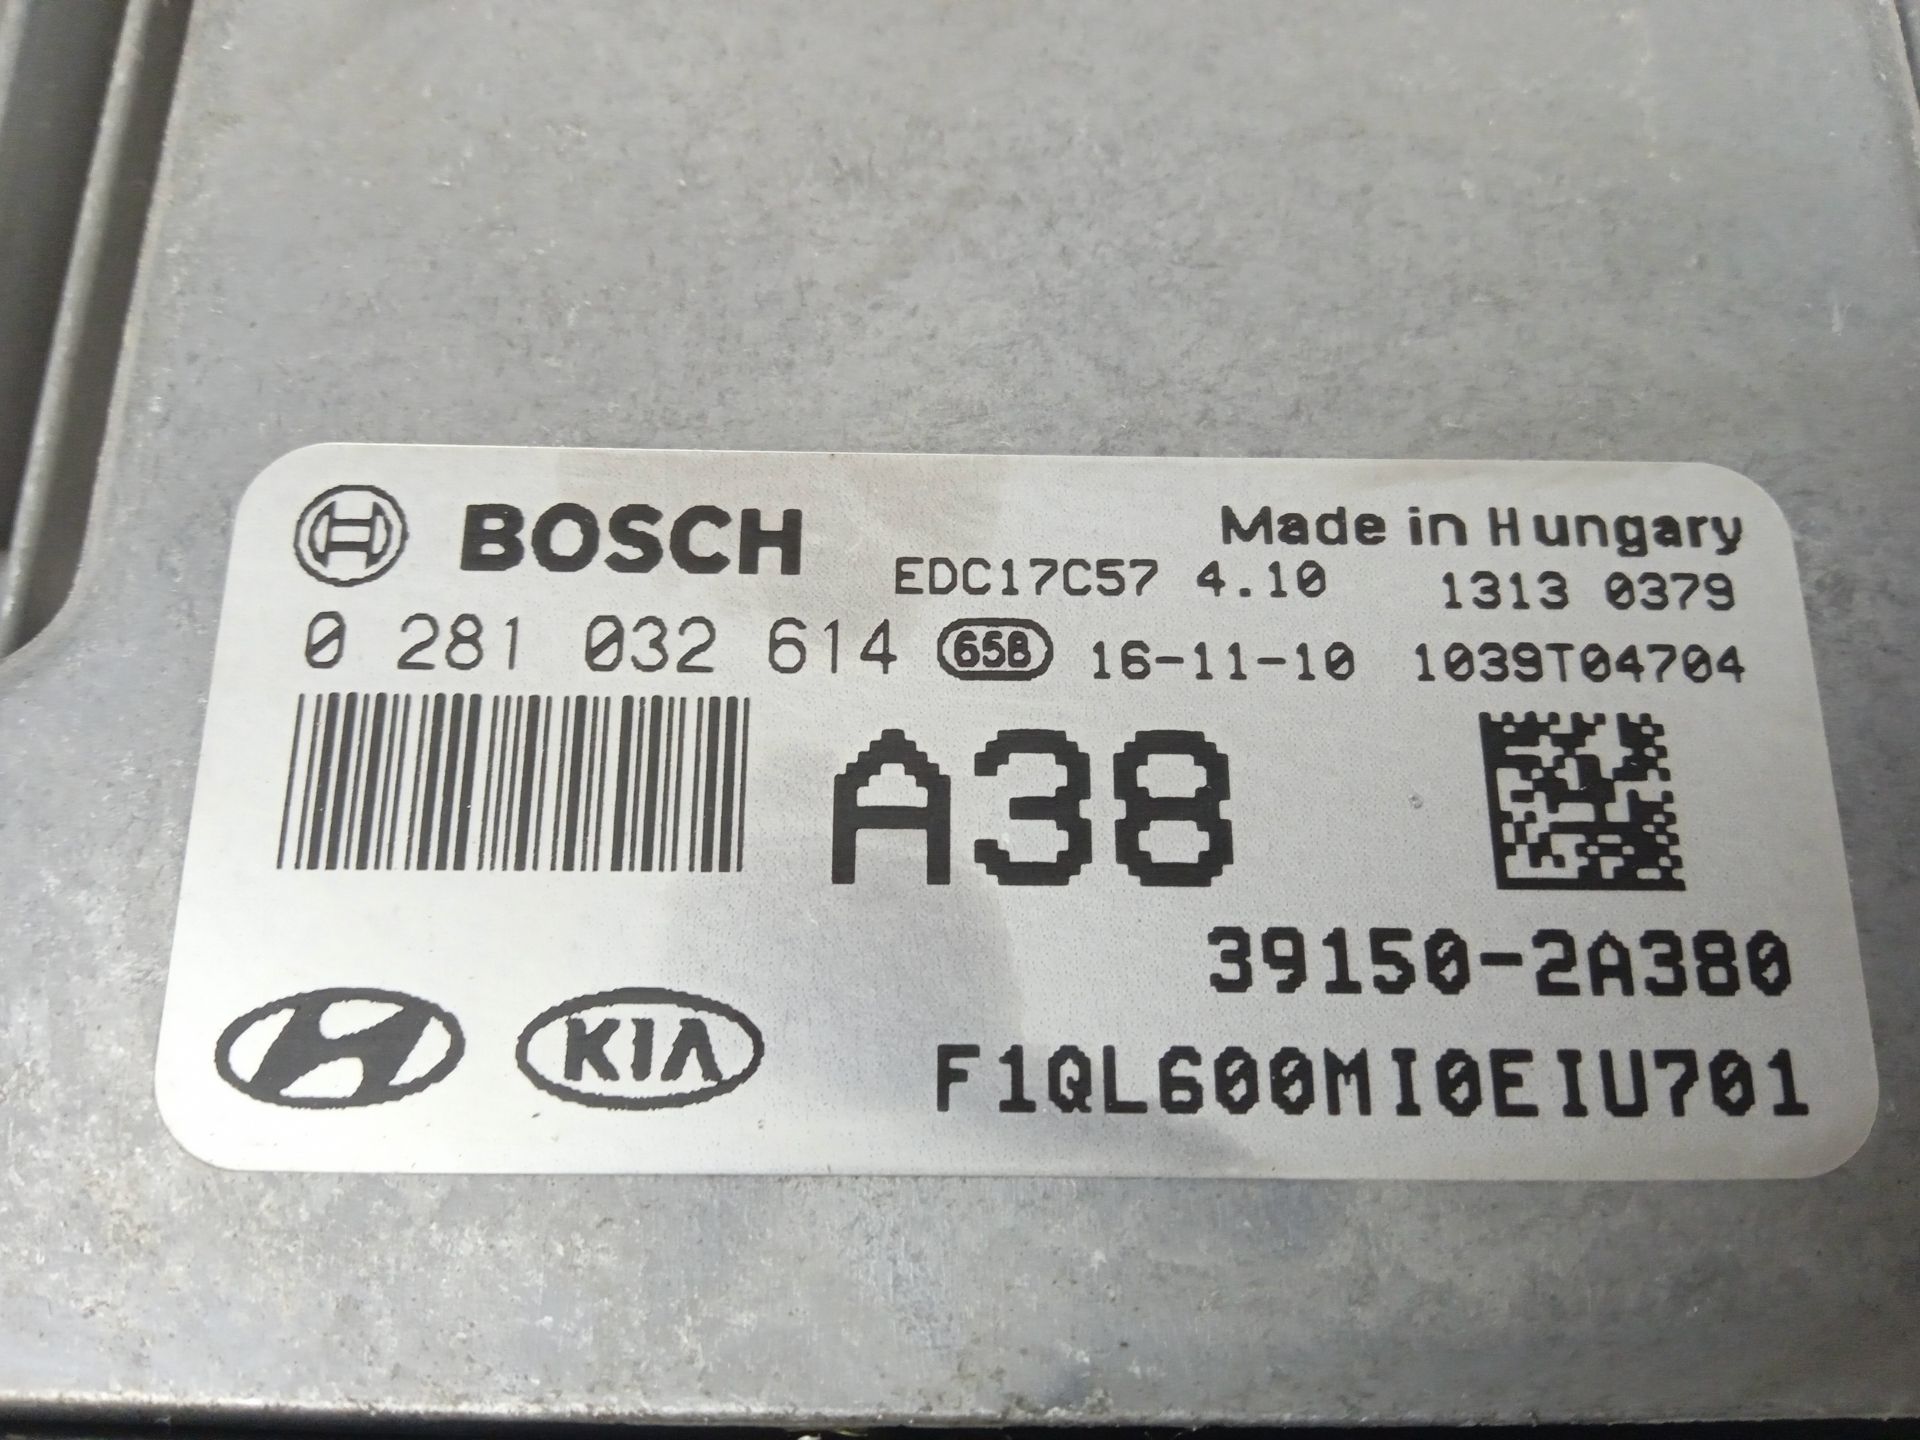 BOSCH
Made in Hungary
EDC17C57 4.10 1313 0379
0 281 032 614 658 16-11-10 1039T04704
A38
39150-2A380
KIA
F1QL600MI0EIU701